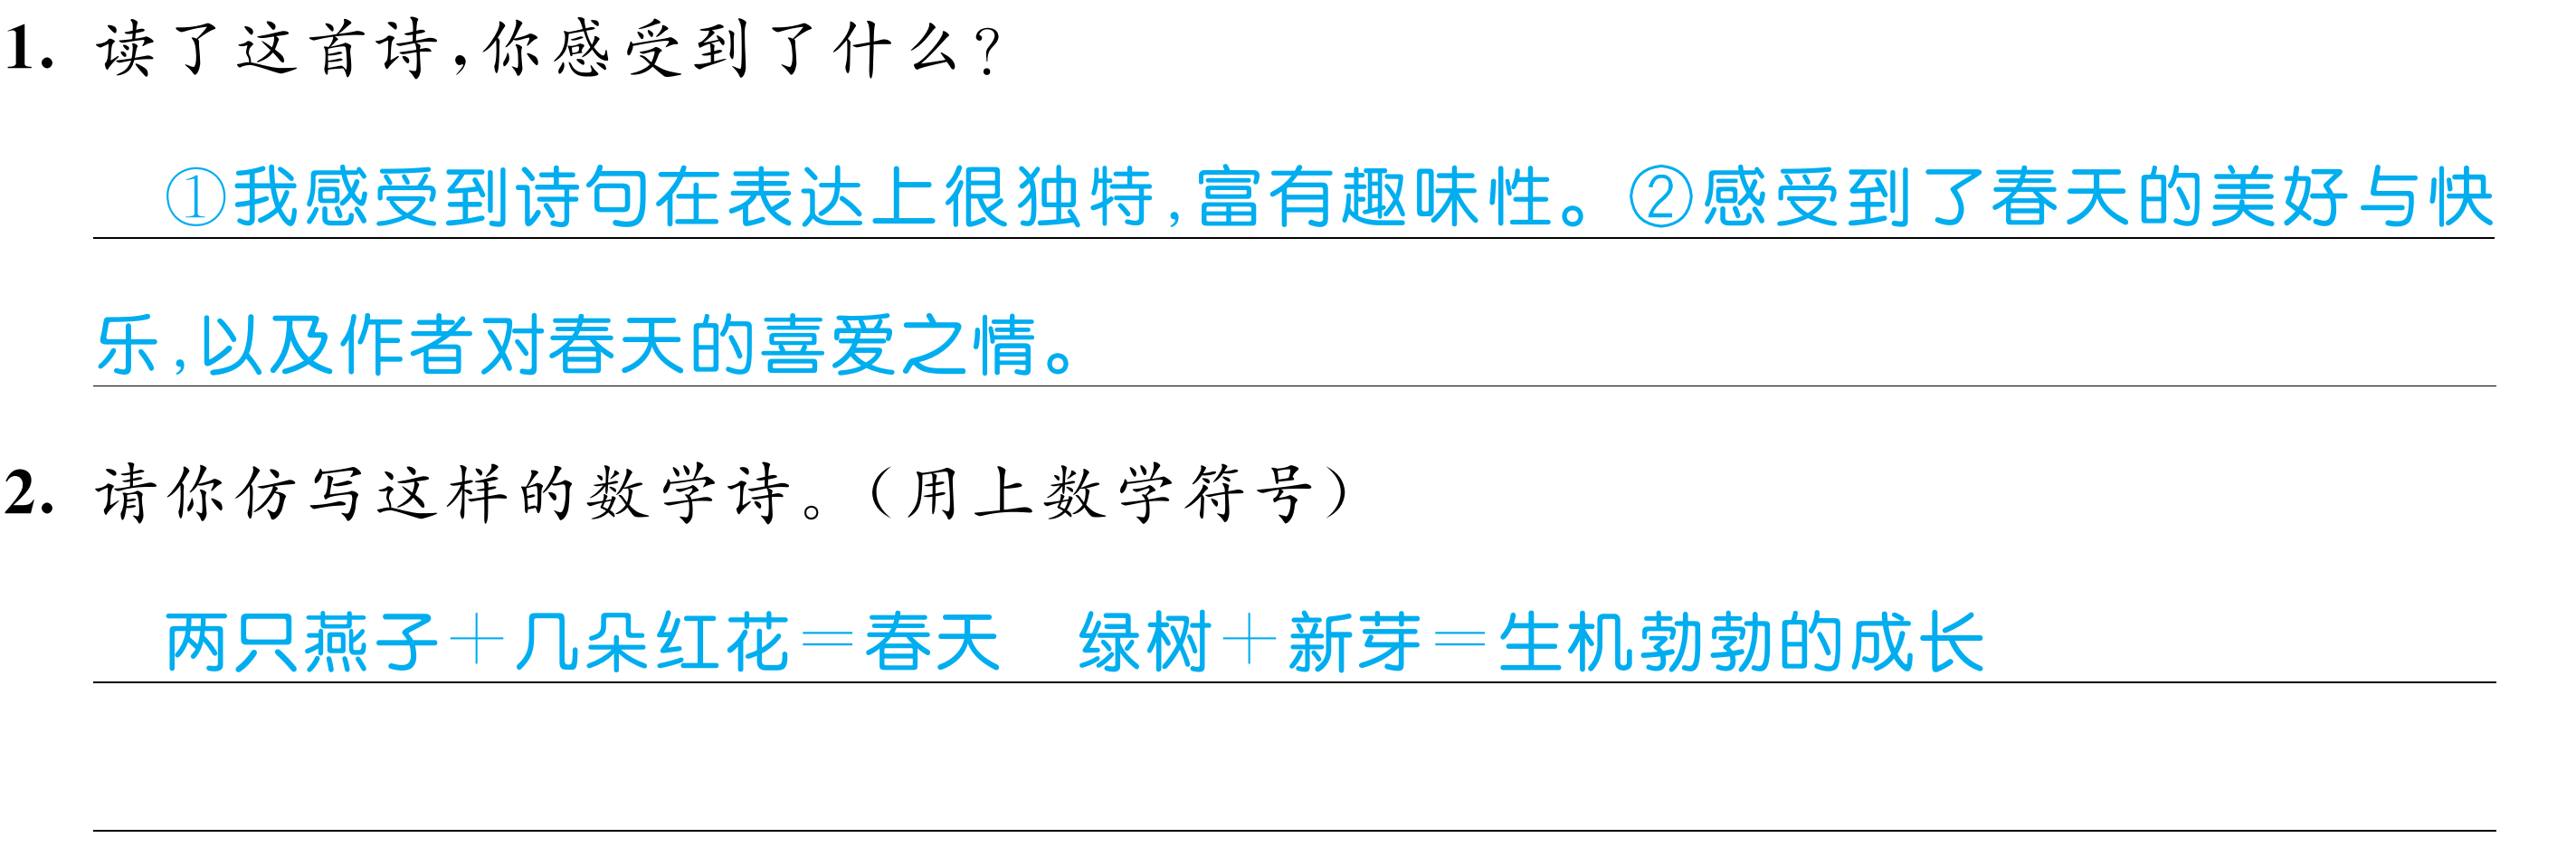 1. 读了这首诗,你感受到了什么?
①我感受到诗句在表达上很独特,富有趣味性。②感受到了春天的美好与快
乐,以及作者对春天的喜爱之情。
2. 请你仿写这样的数学诗。(用上数学符号)
两只燕子+几朵红花=春天 绿树+新芽=生机勃勃的成长